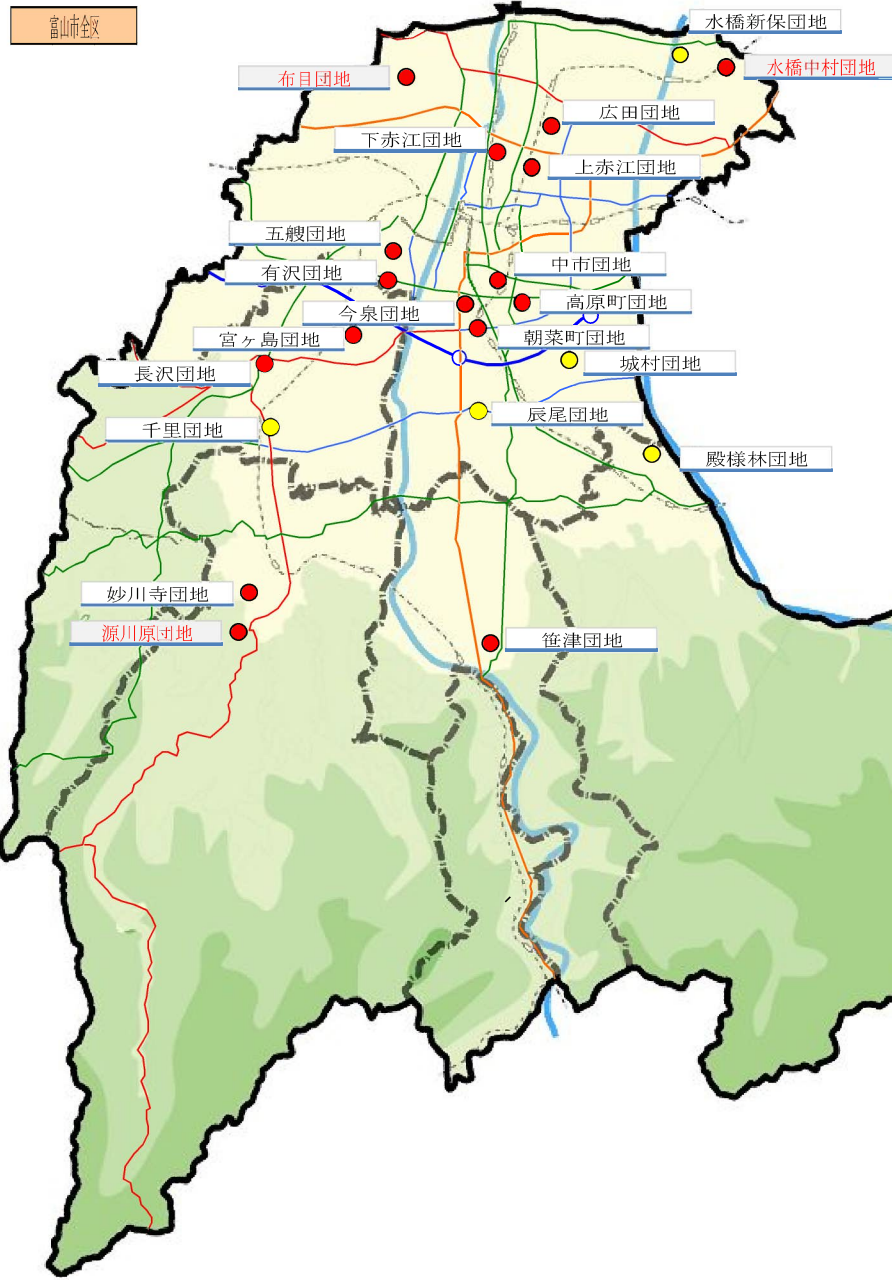 富山市全図
水橋新保団地
水橋中村団地
布目団地
広田団地
下赤江団地
上赤江団地
五艘団地
中市団地
有沢団地
高原町団地
今泉団地
朝菜町団地
宮ヶ島団地
城村団地
長沢団地
辰尾団地
千里団地
殿様林団地
妙川寺団地
源川原団地
笹津団地